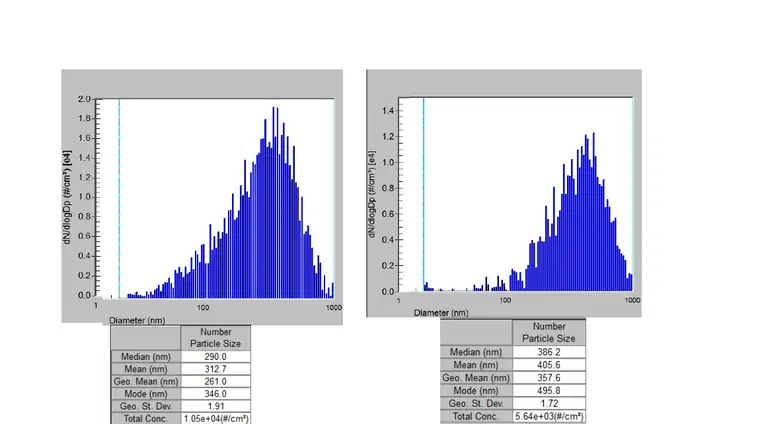 dN/dlogDp (#/cm³) [e4]
2.0
1.8
1.6
1.4
1.2
1.0
0.8
0.6
0.4
0.2
0.0
1
100
1000
Diameter (nm)
Number
Particle Size
Median (nm) 290.0
Mean (nm) 312.7
Geo. Mean (nm) 261.0
Mode (nm) 346.0
Geo. St. Dev. 1.91
Total Conc. 1.05e+04(#/cm³)
dN/dlogDp (#/cm³) [e4]
1.4
1.2
1.0
0.8
0.6
0.4
0.2
0.0
1
100
1000
Diameter (nm)
Number
Particle Size
Median (nm) 386.2
Mean (nm) 405.6
Geo. Mean (nm) 357.6
Mode (nm) 495.8
Geo. St. Dev. 1.72
Total Conc. 5.64e+03(#/cm³)